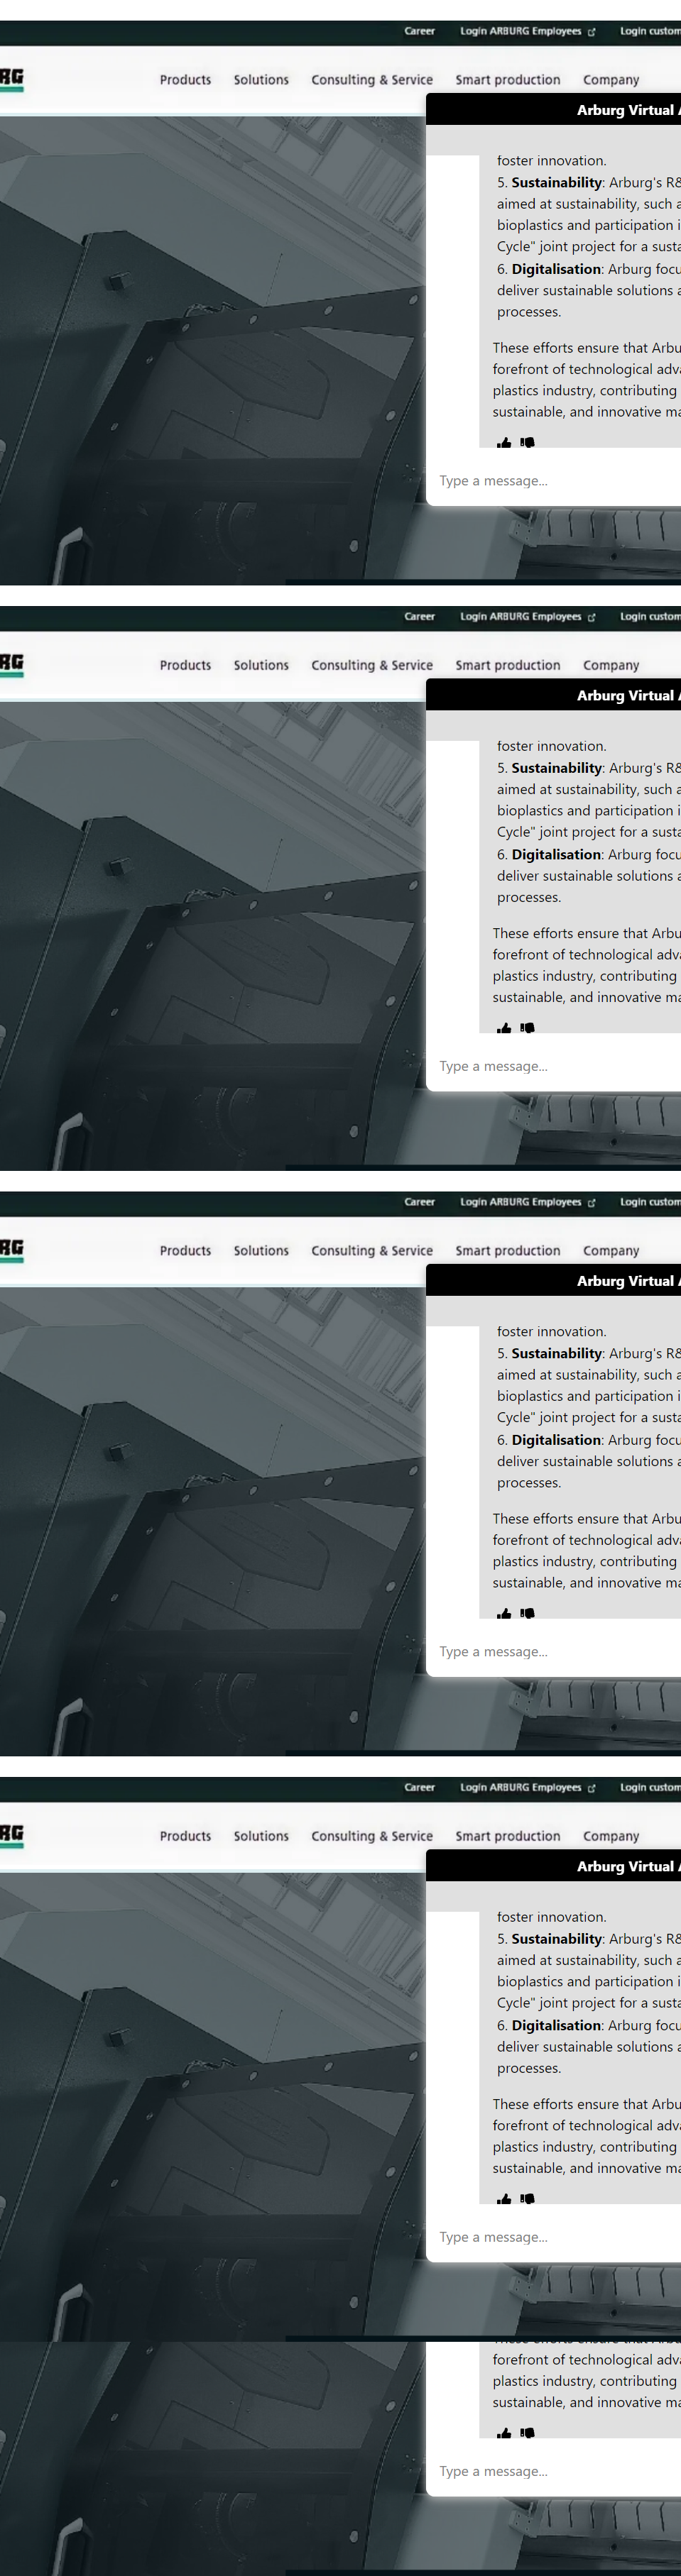 Career Login ARBURG Employees Login custom
RG
Products Solutions Consulting & Service Smart production Company
Arburg Virtual A
foster innovation.
5. Sustainability: Arburg's R&
aimed at sustainability, such a
bioplastics and participation i
Cycle" joint project for a susta
6. Digitalisation: Arburg focu
deliver sustainable solutions a
processes.
These efforts ensure that Arbu
forefront of technological adva
plastics industry, contributing
sustainable, and innovative ma
Type a message...
Career Login ARBURG Employees Login custom
RG
Products Solutions Consulting & Service Smart production Company
Arburg Virtual A
foster innovation.
5. Sustainability: Arburg's R&
aimed at sustainability, such a
bioplastics and participation i
Cycle" joint project for a susta
6. Digitalisation: Arburg focu
deliver sustainable solutions a
processes.
These efforts ensure that Arbu
forefront of technological adva
plastics industry, contributing
sustainable, and innovative ma
Type a message...
Career Login ARBURG Employees Login custom
RG
Products Solutions Consulting & Service Smart production Company
Arburg Virtual A
foster innovation.
5. Sustainability: Arburg's R&
aimed at sustainability, such a
bioplastics and participation i
Cycle" joint project for a susta
6. Digitalisation: Arburg focu
deliver sustainable solutions a
processes.
These efforts ensure that Arbu
forefront of technological adva
plastics industry, contributing
sustainable, and innovative ma
Type a message...
Career Login ARBURG Employees Login custom
RG
Products Solutions Consulting & Service Smart production Company
Arburg Virtual A
foster innovation.
5. Sustainability: Arburg's R&
aimed at sustainability, such a
bioplastics and participation i
Cycle" joint project for a susta
6. Digitalisation: Arburg focu
deliver sustainable solutions a
processes.
These efforts ensure that Arbu
forefront of technological adva
plastics industry, contributing
sustainable, and innovative ma
Type a message...
forefront of technological adva
plastics industry, contributing
sustainable, and innovative ma
Type a message...